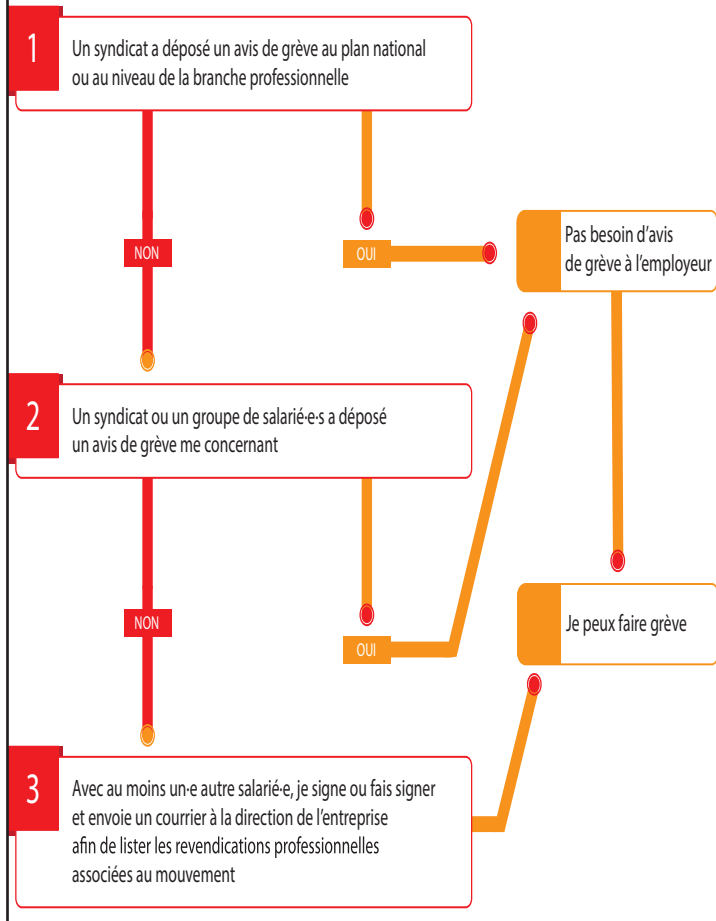 1
Un syndicat a déposé un avis de grève au plan national
ou au niveau de la branche professionnelle
NON
OUI
Pas besoin d'avis
de grève à l'employeur
2
Un syndicat ou un groupe de salarié·e·s a déposé
un avis de grève me concernant
NON
OUI
Je peux faire grève
3
Avec au moins un·e autre salarié·e, je signe ou fais signer
et envoie un courrier à la direction de l'entreprise
afin de lister les revendications professionnelles
associées au mouvement